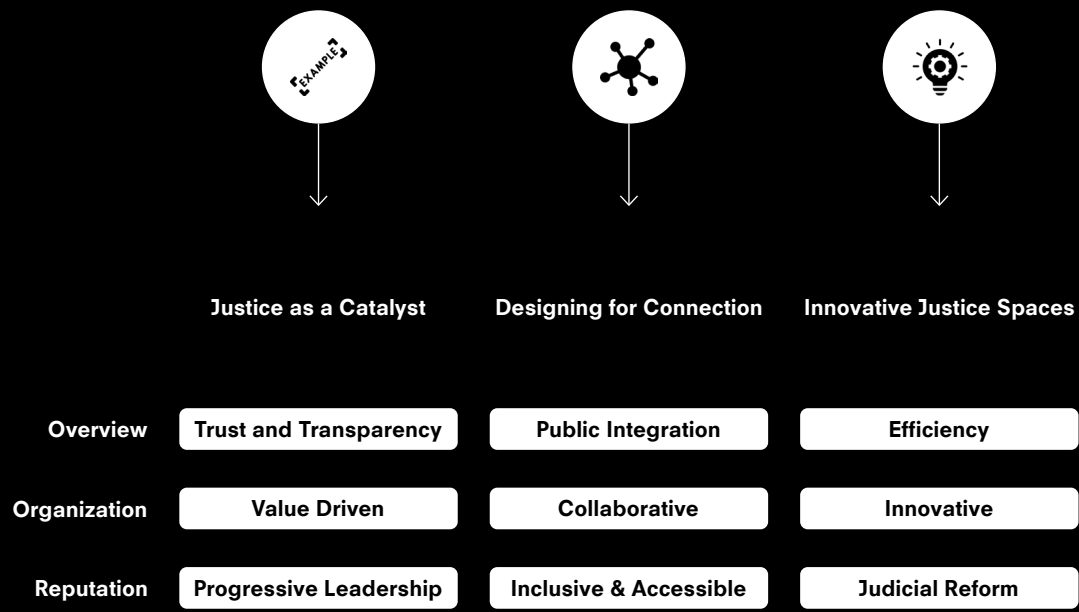 EXAMPLE
Justice as a Catalyst
Designing for Connection
Innovative Justice Spaces
Overview
Trust and Transparency
Public Integration
Efficiency
Organization
Value Driven
Collaborative
Innovative
Reputation
Progressive Leadership
Inclusive & Accessible
Judicial Reform